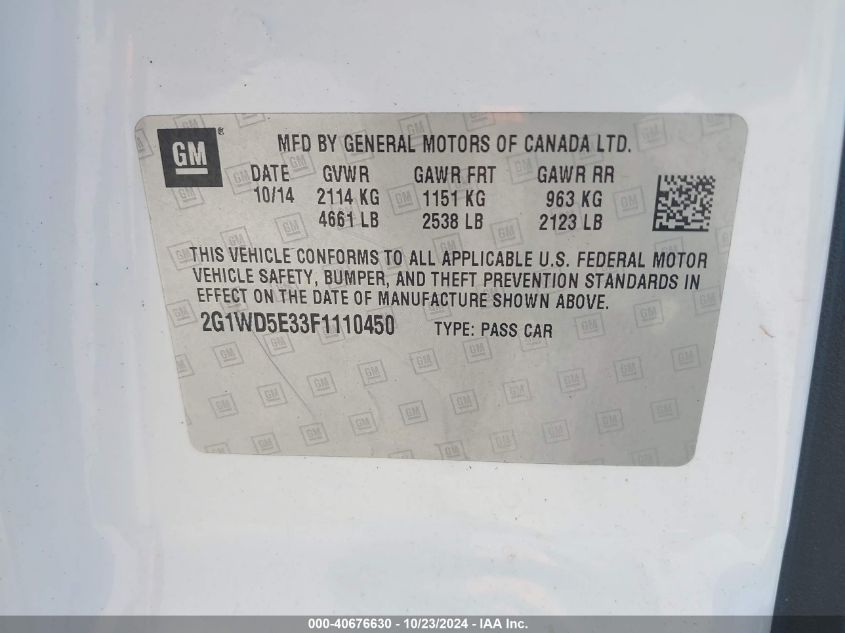 GM®
MFD BY GENERAL MOTORS OF CANADA LTD.
DATE GVWR GAWR FRT GAWR RR
10/14 2114 KG 1151 KG 963 KG
4661 LB 2538 LB 2123 LB
THIS VEHICLE CONFORMS TO ALL APPLICABLE U.S. FEDERAL MOTOR
VEHICLE SAFETY, BUMPER, AND THEFT PREVENTION STANDARDS IN
EFFECT ON THE DATE OF MANUFACTURE SHOWN ABOVE.
2G1WD5E33F1110450 TYPE: PASS CAR
000-40676630 - 10/23/2024 - IAA Inc.